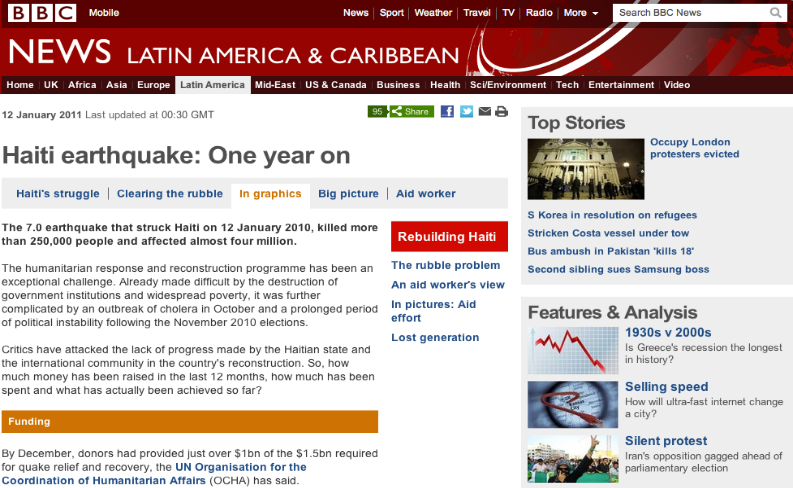 BBC Mobile News Sport Weather Travel TV Radio More Search BBC News
NEWS LATIN AMERICA & CARIBBEAN
Home UK Africa Asia Europe Latin America Mid-East US & Canada Business Health Sci/Environment Tech Entertainment Video
12 January 2011 Last updated at 00:30 GMT
95 Share
Haiti earthquake: One year on
Haiti's struggle Clearing the rubble In graphics Big picture Aid worker
The 7.0 earthquake that struck Haiti on 12 January 2010, killed more
than 250,000 people and affected almost four million.
The humanitarian response and reconstruction programme has been an
exceptional challenge. Already made difficult by the destruction of
government institutions and widespread poverty, it was further
complicated by an outbreak of cholera in October and a prolonged period
of political instability following the November 2010 elections.
Critics have attacked the lack of progress made by the Haitian state and
the international community in the country's reconstruction. So, how
much money has been raised in the last 12 months, how much has been
spent and what has actually been achieved so far?
Funding
By December, donors had provided just over $1bn of the $1.5bn required
for quake relief and recovery, the UN Organisation for the
Coordination of Humanitarian Affairs (OCHA) has said.
Rebuilding Haiti
The rubble problem
An aid worker's view
In pictures: Aid
effort
Lost generation
Top Stories
Occupy London
protesters evicted
S Korea in resolution on refugees
Stricken Costa vessel under tow
Bus ambush in Pakistan 'kills 18'
Second sibling sues Samsung boss
Features & Analysis
1930s v 2000s
Is Greece's recession the longest
in history?
Selling speed
How will ultra-fast internet change
a city?
Silent protest
Iran's opposition gagged ahead of
parliamentary election